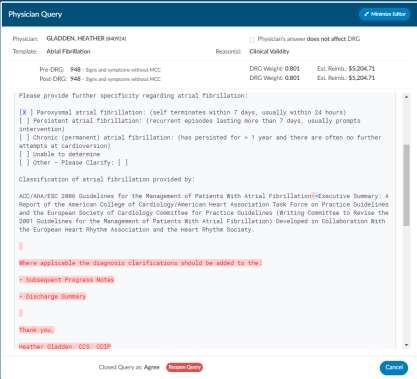 Physician Query
Minimize Editor
Physician: GLADDEN, HEATHER (840924)
Physician's answer does not affect DRG
Template: Atrial Fibrillation
Reason(s): Clinical Validity
Pre-DRG: 948 - Signs and symptoms without MCC
DRG Weight: 0.801 Est. Reimb.: $5,204.71
Post-DRG: 948 - Signs and symptoms without MCC
DRG Weight: 0.801 Est. Reimb.: $5,204.71
Please provide further specificity regarding atrial fibrillation:
[X ] Paroxysmal atrial fibrillation: (self terminates within 7 days, usually within 24 hours)
[ ] Persistent atrial fibrillation: (recurrent episodes lasting more than 7 days, usually prompts
intervention)
[ ] Chronic (permanent) atrial fibrillation: (has persisted for > 1 year and there are often no further
attempts at cardioversion)
[ ] Unable to determine
[ ] Other - Please Clarify: [ ]
Classification of atrial fibrillation provided by:
ACC/AHA/ESC 2006 Guidelines for the Management of Patients With Atrial Fibrillation-Executive Summary: A
Report of the American College of Cardiology/American Heart Association Task Force on Practice Guidelines
and the European Society of Cardiology Committee for Practice Guidelines (Writing Committee to Revise the
2001 Guidelines for the Management of Patients With Atrial Fibrillation) Developed in Collaboration With
the European Heart Rhythm Association and the Heart Rhythm Society.
Where applicable the diagnosis clarifications should be added to the:
- Subsequent Progress Notes
- Discharge Summary
Thank you,
Heather Gladden, CCS, CDIP
Closed Query as: Agree
Reopen Query
Cancel